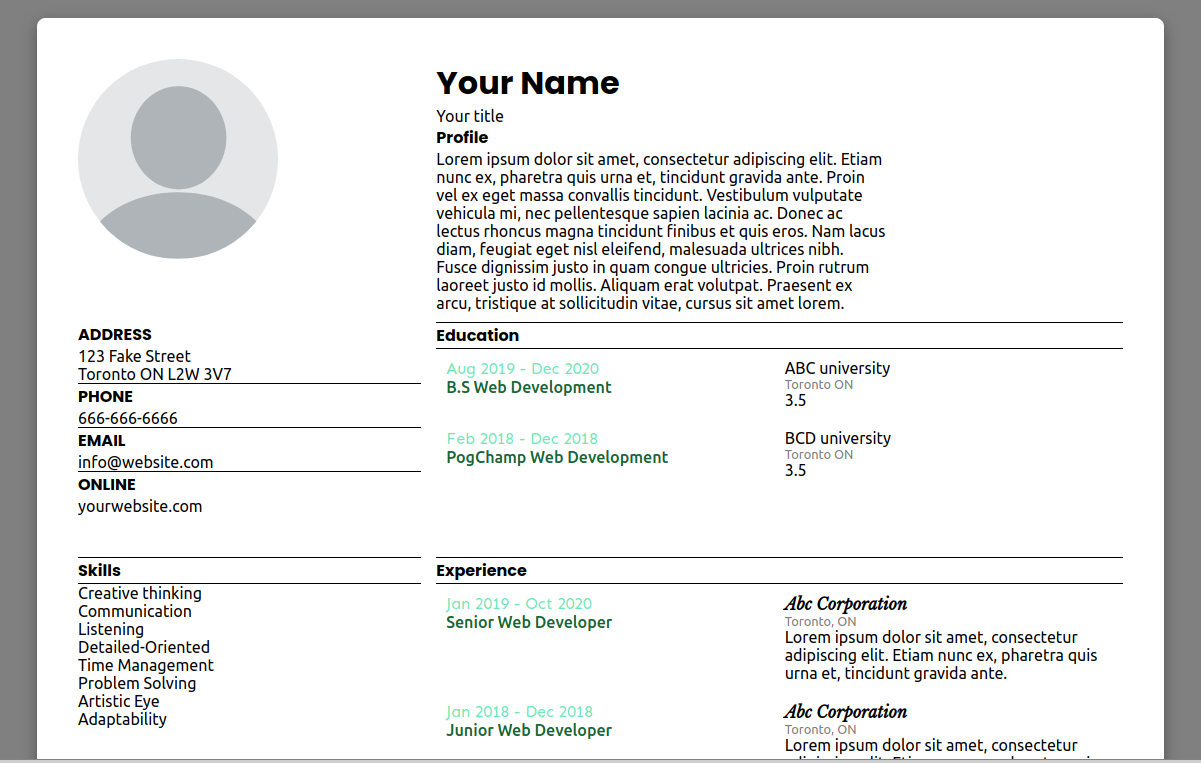 Your Name
Your title
Profile
Lorem ipsum dolor sit amet, consectetur adipiscing elit. Etiam
nunc ex, pharetra quis urna et, tincidunt gravida ante. Proin
vel ex eget massa convallis tincidunt. Vestibulum vulputate
vehicula mi, nec pellentesque sapien lacinia ac. Donec ac
lectus rhoncus magna tincidunt finibus et quis eros. Nam lacus
diam, feugiat eget nisl eleifend, malesuada ultrices nibh.
Fusce dignissim justo in quam congue ultricies. Proin rutrum
laoreet justo id mollis. Aliquam erat volutpat. Praesent ex
arcu, tristique at sollicitudin vitae, cursus sit amet lorem.
ADDRESS
123 Fake Street
Toronto ON L2W 3V7
PHONE
666-666-6666
EMAIL
info@website.com
ONLINE
yourwebsite.com
Education
Aug 2019 - Dec 2020
B.S Web Development
ABC university
Toronto ON
3.5
Feb 2018 - Dec 2018
PogChamp Web Development
BCD university
Toronto ON
3.5
Skills
Creative thinking
Communication
Listening
Detailed-Oriented
Time Management
Problem Solving
Artistic Eye
Adaptability
Experience
Jan 2019 - Oct 2020
Senior Web Developer
Abc Corporation
Toronto, ON
Lorem ipsum dolor sit amet, consectetur
adipiscing elit. Etiam nunc ex, pharetra quis
urna et, tincidunt gravida ante.
Jan 2018 - Dec 2018
Junior Web Developer
Abc Corporation
Toronto, ON
Lorem ipsum dolor sit amet, consectetur